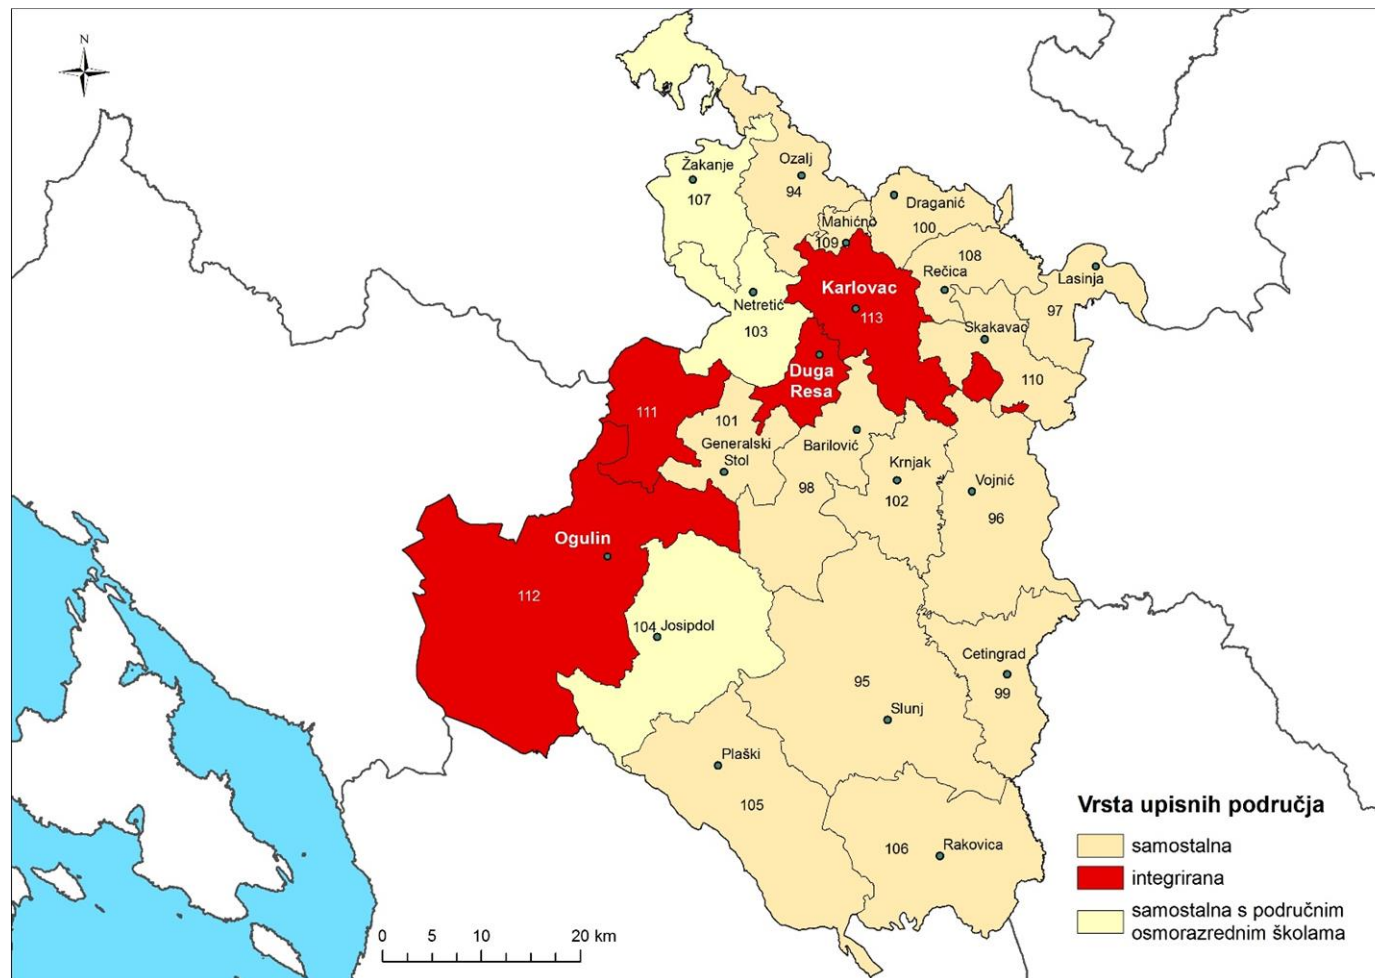 N
Žakanje
107
Ozalj
94
Draganić
100
Mahićno
109
108
Rečica
Lasinja
97
Karlovac
113
Netretić
103
Skakavac
110
Duga
Resa
111
101
Generalski
Stol
Barilović
98
Krnjak
102
Vojnić
96
Ogulin
112
104
Josipdol
Cetingrad
99
95
Slunj
Plaški
105
106
Rakovica
Vrsta upisnih područja
samostalna
integrirana
samostalna s područnim
osmorazrednim školama
0 5 10 20 km